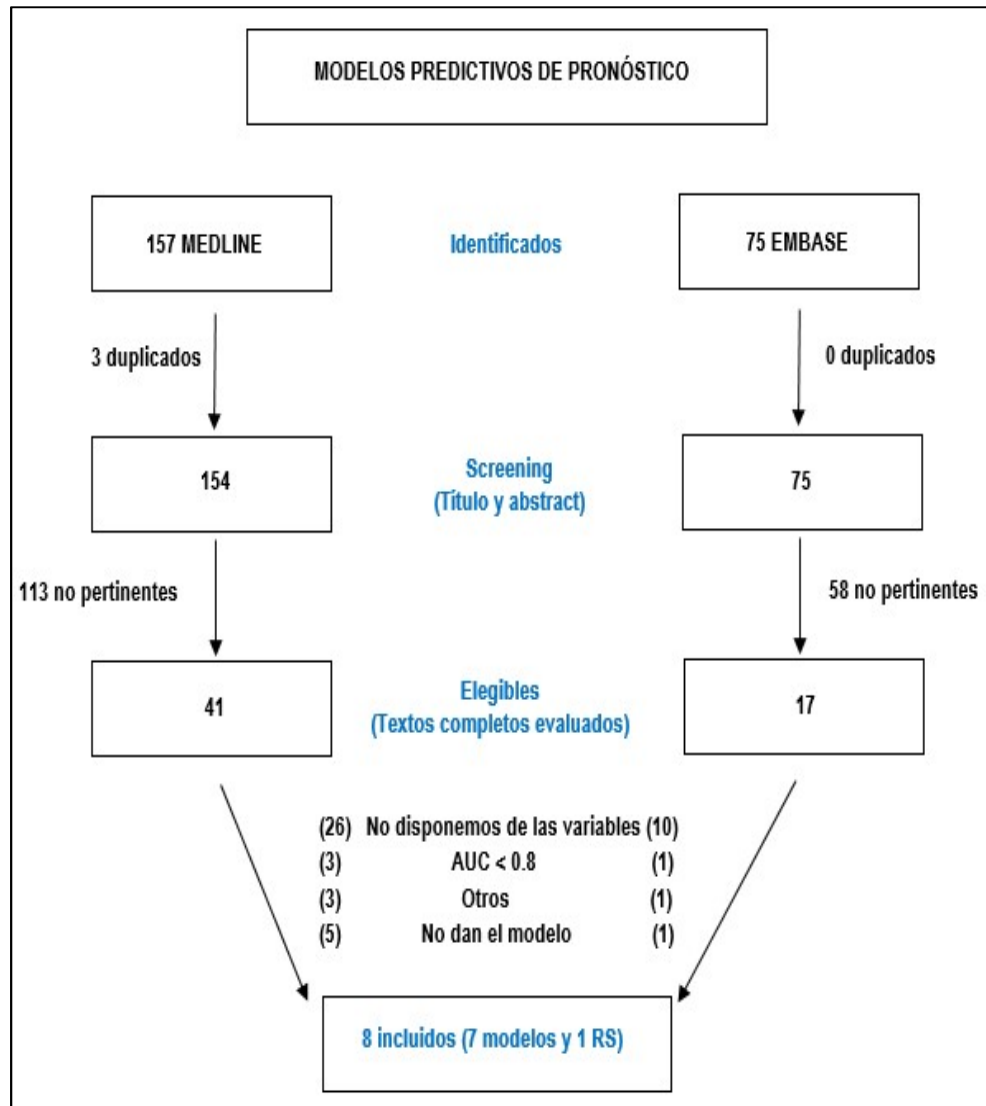 MODELOS PREDICTIVOS DE PRONÓSTICO
157 MEDLINE
Identificados
75 EMBASE
3 duplicados
0 duplicados
154
Screening
(Título y abstract)
75
113 no pertinentes
58 no pertinentes
41
Elegibles
(Textos completos evaluados)
17
(26) No disponemos de las variables (10)
(3) AUC < 0.8 (1)
(3) Otros (1)
(5) No dan el modelo (1)
8 incluidos (7 modelos y 1 RS)